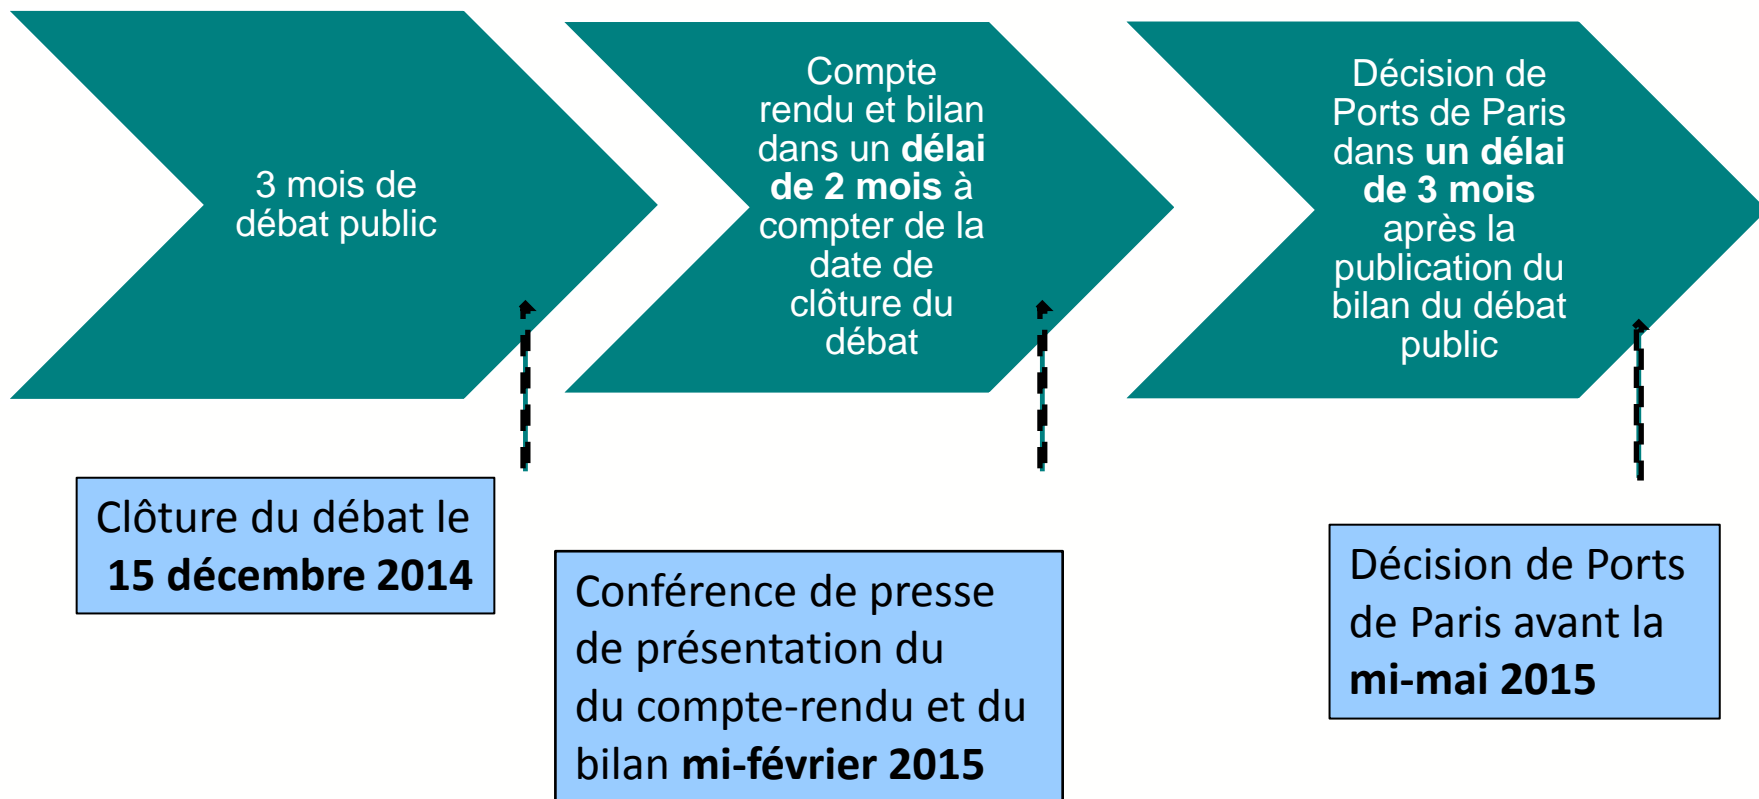 3 mois de
débat public
Compte
rendu et bilan
dans un délai
de 2 mois à
compter de la
date de
clôture du
débat
Décision de
Ports de Paris
dans un délai
de 3 mois
après la
publication du
bilan du débat
public
Clôture du débat le
15 décembre 2014
Conférence de presse
de présentation du
du compte-rendu et du
bilan mi-février 2015
Décision de Ports
de Paris avant la
mi-mai 2015